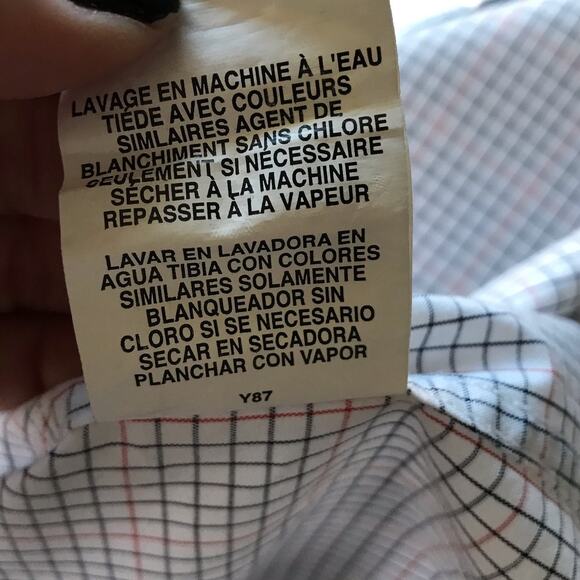 LAVAGE EN MACHINE À L'EAU
TIÉDE AVEC COULEURS
SIMLAIRES AGENT DE
BLANCHIMENT SANS CHLORE
SEULEMENT SI NÉCESSAIRE
SÉCHER À LA MACHINE
REPASSER À LA VAPEUR
LAVAR EN LAVADORA EN
AGUA TIBIA CON COLORES
SIMILARES SOLAMENTE
BLANQUEADOR SIN
CLORO SI SE NECESARIO
SECAR EN SECADORA
PLANCHAR CON VAPOR
Y87